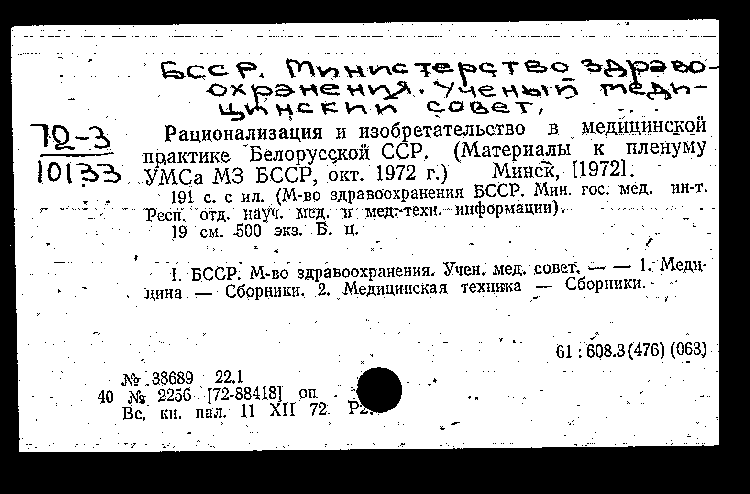 БССР. Министерство здраво-
охранения. Ученый меди-
цинский совет.
72-3
10133
Рационализация и изобретательство в медицинской
практике Белорусской ССР. (Материалы к пленуму
УМСа МЗ БССР, окт. 1972 г.) Минск, [1972].
191 с. с ил. (М-во здравоохранения БССР. Мин. гос. мед. ин-т.
Респ. отд. науч. мед. и мед.-техн. информации).
19 см. 500 экз. Б. ц.
I. БССР. М-во здравоохранения. Учен. мед. совет. — — 1. Меди-
цина — Сборники. 2. Медицинская техника — Сборники.
61 : 608.3(476) (063)
№ 38689 22.1
40 № 2256 [72-88418] оп
Вс. кн. пал. 11 XII 72